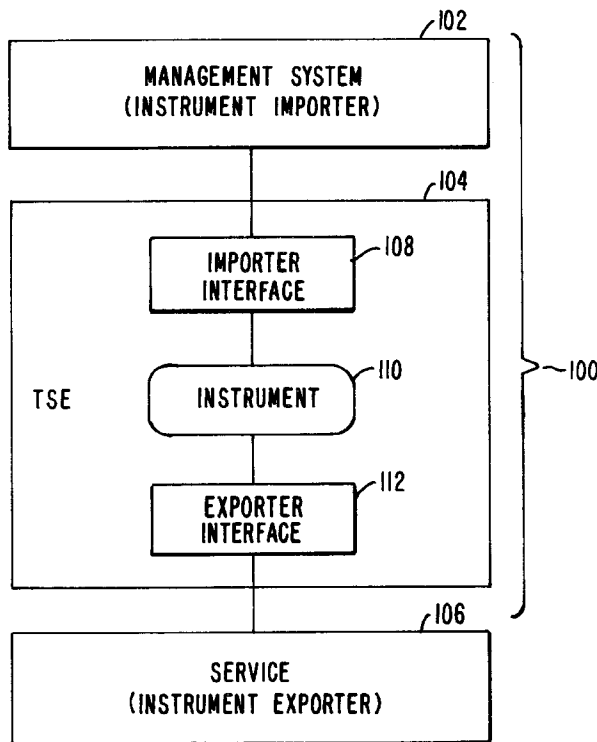 102
MANAGEMENT SYSTEM
(INSTRUMENT IMPORTER)
104
IMPORTER
INTERFACE
108
TSE
INSTRUMENT
110
100
EXPORTER
INTERFACE
112
106
SERVICE
(INSTRUMENT EXPORTER)